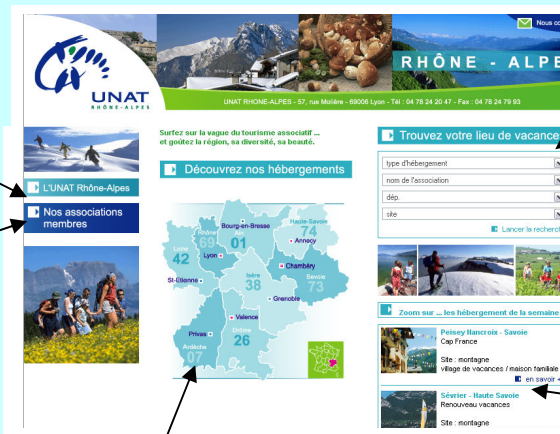 Nous co
RHÔNE - ALPE
UNAT
RHÔNE-ALPES
UNAT RHONE-ALPES - 57, rue Molière - 69006 Lyon - Tél : 04 78 24 20 47 - Fax : 04 78 24 79 93
Surfez sur la vague du tourisme associatif ...
et goûtez la région, sa diversité, sa beauté.
L'UNAT Rhône-Alpes
Nos associations
membres
Découvrez nos hébergements
Haute-Savoie
74
Annecy
Bourg-en-Bresse
Ain
01
Rhône
69
Lyon
Loire
42
St-Etienne
Chambéry
Savoie
73
Isère
38
Grenoble
Valence
Drôme
26
Privas
Ardèche
07
Trouvez votre lieu de vacances
type d'hébergement
nom de l'association
dép.
site
Lancer la recherch
Zoom sur ... les hébergement de la semaine
Peisey Nancroix - Savoie
Cap France
Site : montagne
village de vacances / maison familiale
en savoir +
Sévrier - Haute Savoie
Renouveau vacances
Site : montagne